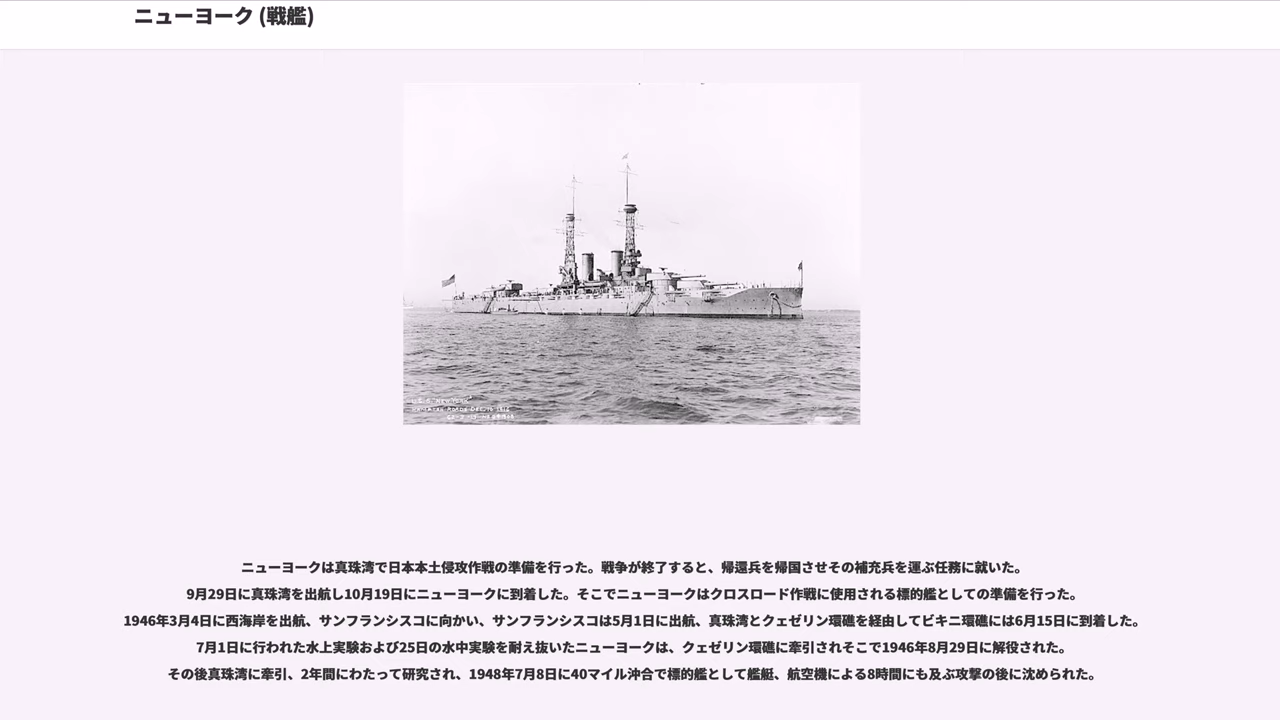 ニューヨーク (戦艦)
U.S.S. "New York"
Hampton Roads Dec. 10
ニューヨークは真珠湾で日本本土侵攻作戦の準備を行った。戦争が終了すると、帰還兵を帰国させその補充兵を運ぶ任務に就いた。
9月29日に真珠湾を出航し10月19日にニューヨークに到着した。そこでニューヨークはクロスロード作戦に使用される標的艦としての準備を行った。
1946年3月4日に西海岸を出航、サンフランシスコに向かい、サンフランシスコは5月1日に出航、真珠湾とクェゼリン環礁を経由してビキニ環礁には6月15日に到着した。
7月1日に行われた水上実験および25日の水中実験を耐え抜いたニューヨークは、クェゼリン環礁に牽引されそこで1946年8月29日に解役された。
その後真珠湾に牽引、2年間にわたって研究され、1948年7月8日に40マイル沖合で標的艦として艦艇、航空機による8時間にも及ぶ攻撃の後に沈められた。